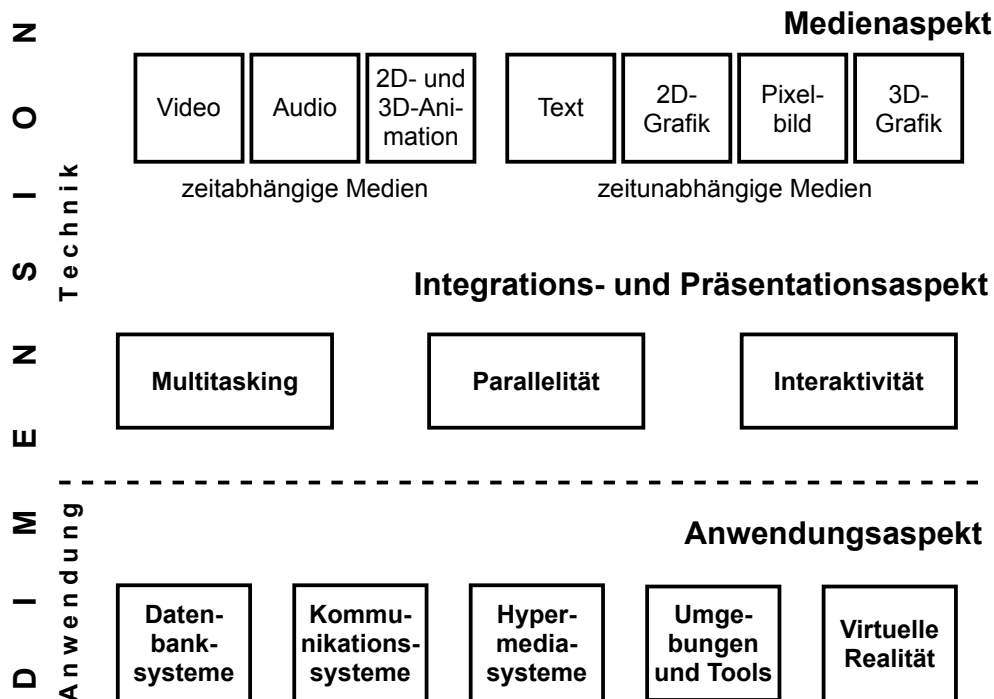 DIMENSION
Technik
Medienaspekt
Video
Audio
2D- und
3D-Ani-
mation
Text
2D-
Grafik
Pixel-
bild
3D-
Grafik
zeitabhängige Medien
zeitunabhängige Medien
Integrations- und Präsentationsaspekt
Multitasking
Parallelität
Interaktivität
Anwendung
Anwendungsaspekt
Daten-
bank-
systeme
Kommu-
nikations-
systeme
Hyper-
media-
systeme
Umge-
bungen
und Tools
Virtuelle
Realität